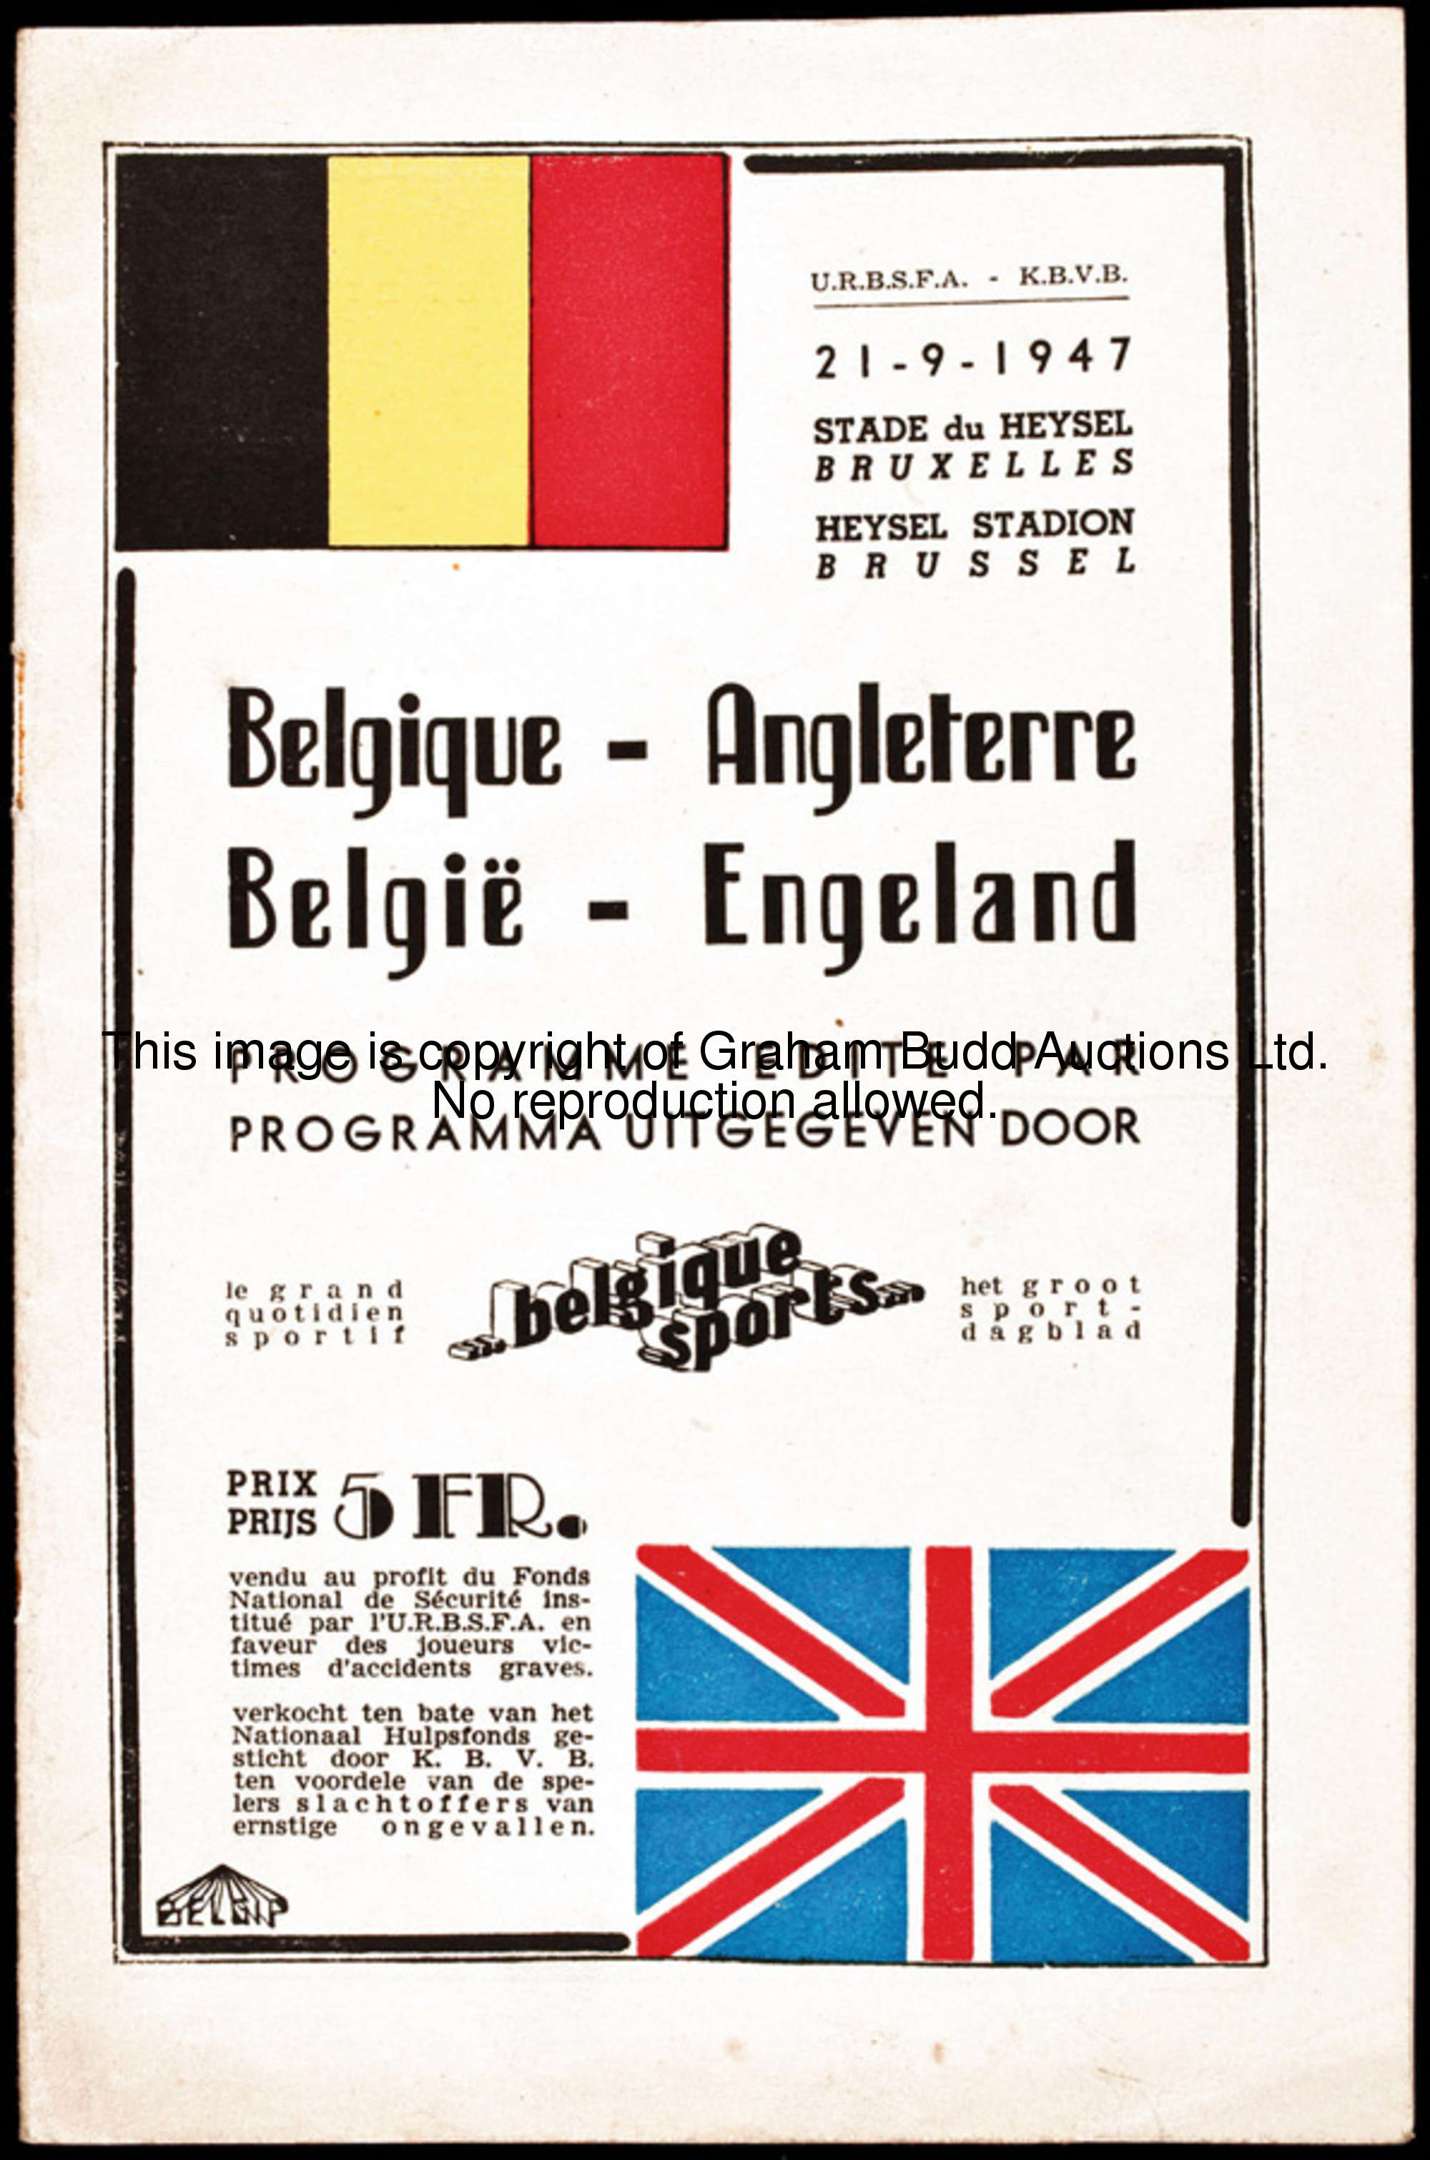 U.R.B.S.F.A. - K.B.V.B.
21-9-1947
STADE du HEYSEL
BRUXELLES
HEYSEL STADION
BRUSSEL
Belgique - Angleterre
België - Engeland
This image is copyright of Graham Budd Auctions Ltd.
PROGRAMME EDITE PAR
No reproduction allowed.
PROGRAMMA UITGEGEVEN DOOR
le grand
quotidien
sportif
belgique
sports
het groot
sport-
dagblad
PRIX
PRIJS
5 FR.
vendu au profit du Fonds
National de Sécurité ins-
titué par l'U.R.B.S.F.A. en
faveur des joueurs vic-
times d'accidents graves.
verkocht ten bate van het
Nationaal Hulpsfonds ge-
sticht door K. B. V. B.
ten voordele van de spe-
lers slachtoffers van
ernstige ongevallen.